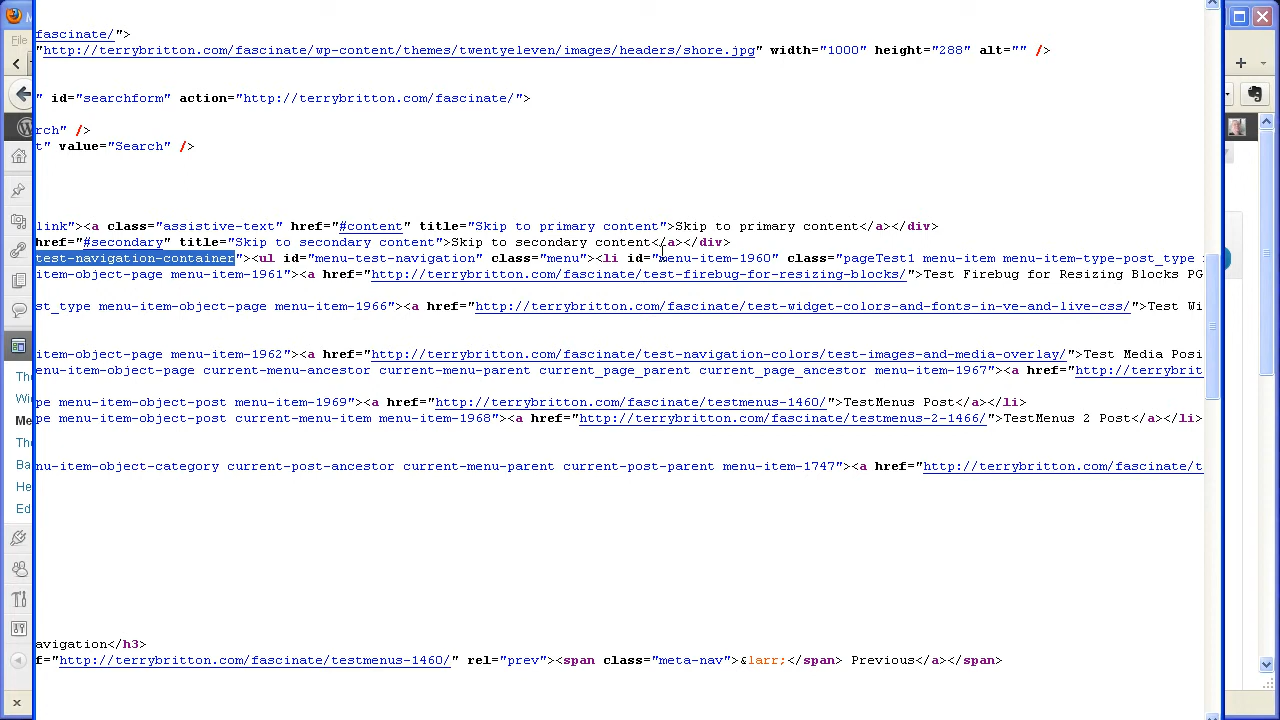 fascinate/">
"http://terrybritton.com/fascinate/wp-content/themes/twentyeleven/images/headers/shore.jpg" width="1000" height="288" alt="" />
" id="searchform" action="http://terrybritton.com/fascinate/">
rch" />
t" value="Search" />
link"><a class="assistive-text" href="#content" title="Skip to primary content">Skip to primary content</a></div>
href="#secondary" title="Skip to secondary content">Skip to secondary content</a></div>
test-navigation-container"><ul id="menu-test-navigation" class="menu"><li id="menu-item-1960" class="pageTest1 menu-item menu-item-type-post_typ
item-object-page menu-item-1961"><a href="http://terrybritton.com/fascinate/test-firebug-for-resizing-blocks/">Test Firebug for Resizing Blocks PG
st_type menu-item-object-page menu-item-1966"><a href="http://terrybritton.com/fascinate/test-widget-colors-and-fonts-in-ve-and-live-css/">Test Wi
item-object-page menu-item-1962"><a href="http://terrybritton.com/fascinate/test-navigation-colors/test-images-and-media-overlay/">Test Media Posi
enu-item-object-page current-menu-ancestor current-menu-parent current_page_parent current_page_ancestor menu-item-1967"><a href="http://terrybrit
pe menu-item-object-post menu-item-1969"><a href="http://terrybritton.com/fascinate/testmenus-1460/">TestMenus Post</a></li>
pe menu-item-object-post current-menu-item menu-item-1968"><a href="http://terrybritton.com/fascinate/testmenus-2-1466/">TestMenus 2 Post</a></li>
nu-item-object-category current-post-ancestor current-menu-parent current-post-parent menu-item-1747"><a href="http://terrybritton.com/fascinate/t
avigation</h3>
f="http://terrybritton.com/fascinate/testmenus-1460/" rel="prev"><span class="meta-nav">&larr;</span> Previous</a></span>
File
Th
Wi
Me
Th
Ba
He
Ed